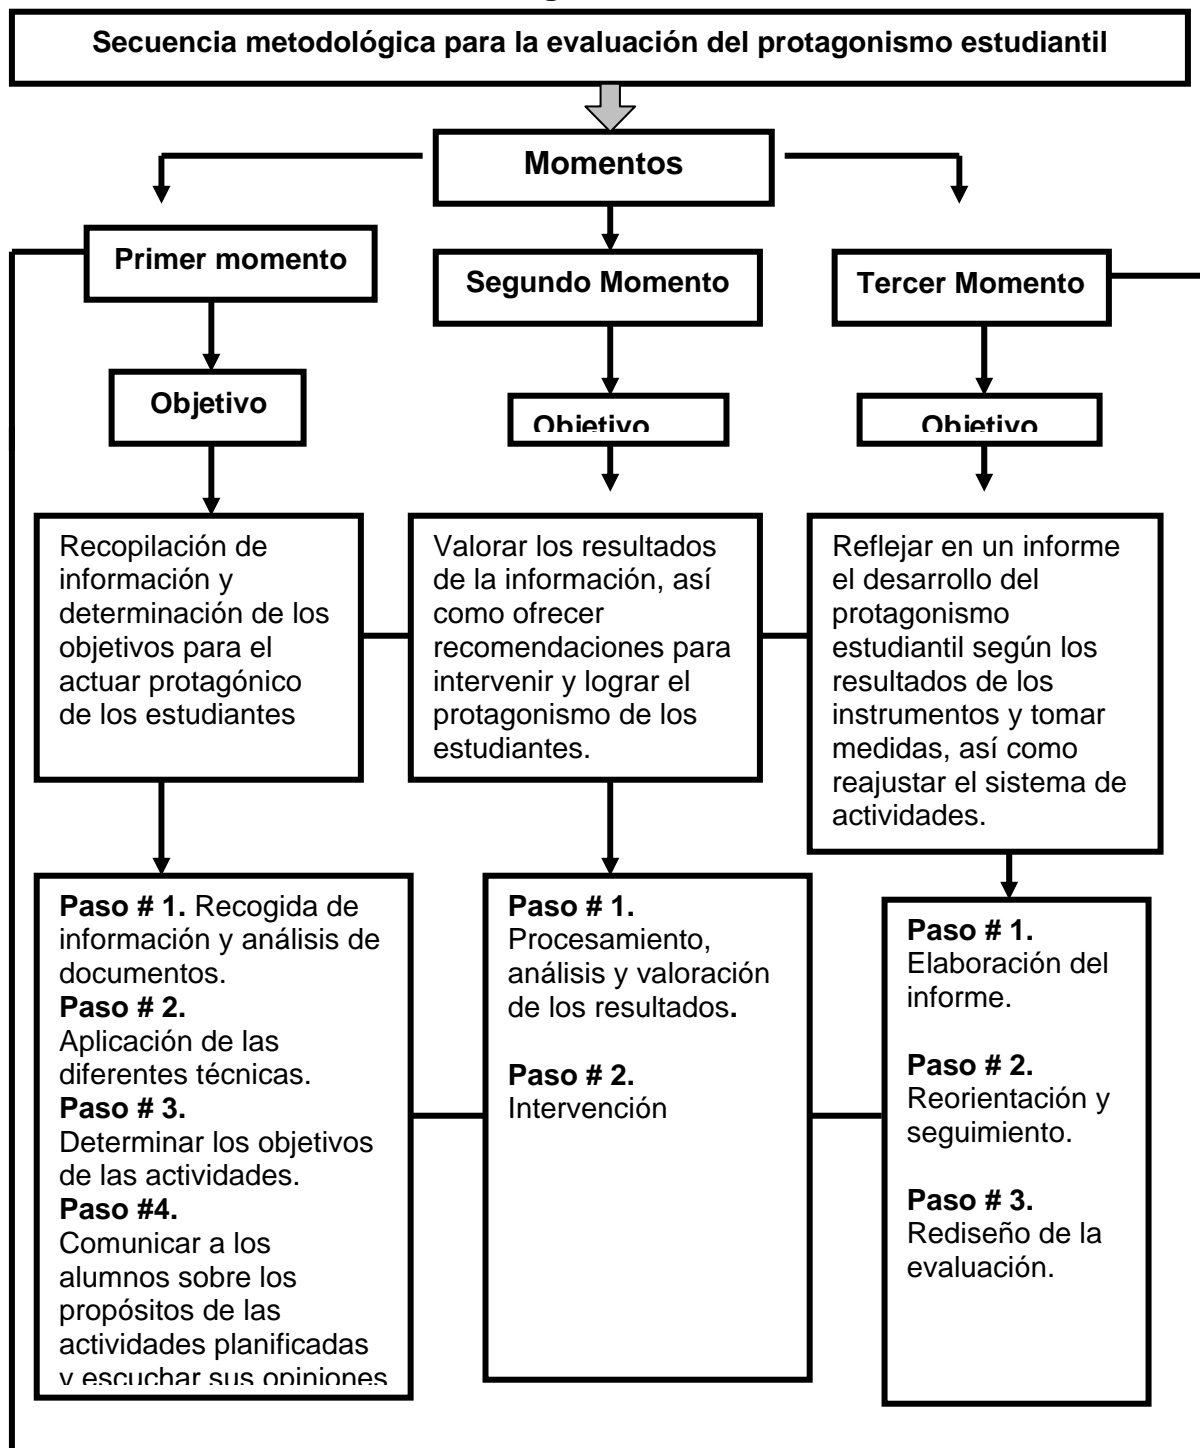 Secuencia metodológica para la evaluación del protagonismo estudiantil
Momentos
Primer momento
Segundo Momento
Tercer Momento
Objetivo
Objetivo
Objetivo
Recopilación de
información y
determinación de los
objetivos para el
actuar protagónico
de los estudiantes
Valorar los resultados
de la información, así
como ofrecer
recomendaciones para
intervenir y lograr el
protagonismo de los
estudiantes.
Reflejar en un informe
el desarrollo del
protagonismo
estudiantil según los
resultados de los
instrumentos y tomar
medidas, así como
reajustar el sistema de
actividades.
Paso # 1. Recogida de
información y análisis de
documentos.
Paso # 2.
Aplicación de las
diferentes técnicas.
Paso # 3.
Determinar los objetivos
de las actividades.
Paso #4.
Comunicar a los
alumnos sobre los
propósitos de las
actividades planificadas
y escuchar sus opiniones
Paso # 1.
Procesamiento,
análisis y valoración
de los resultados.
Paso # 2.
Intervención
Paso # 1.
Elaboración del
informe.
Paso # 2.
Reorientación y
seguimiento.
Paso # 3.
Rediseño de la
evaluación.